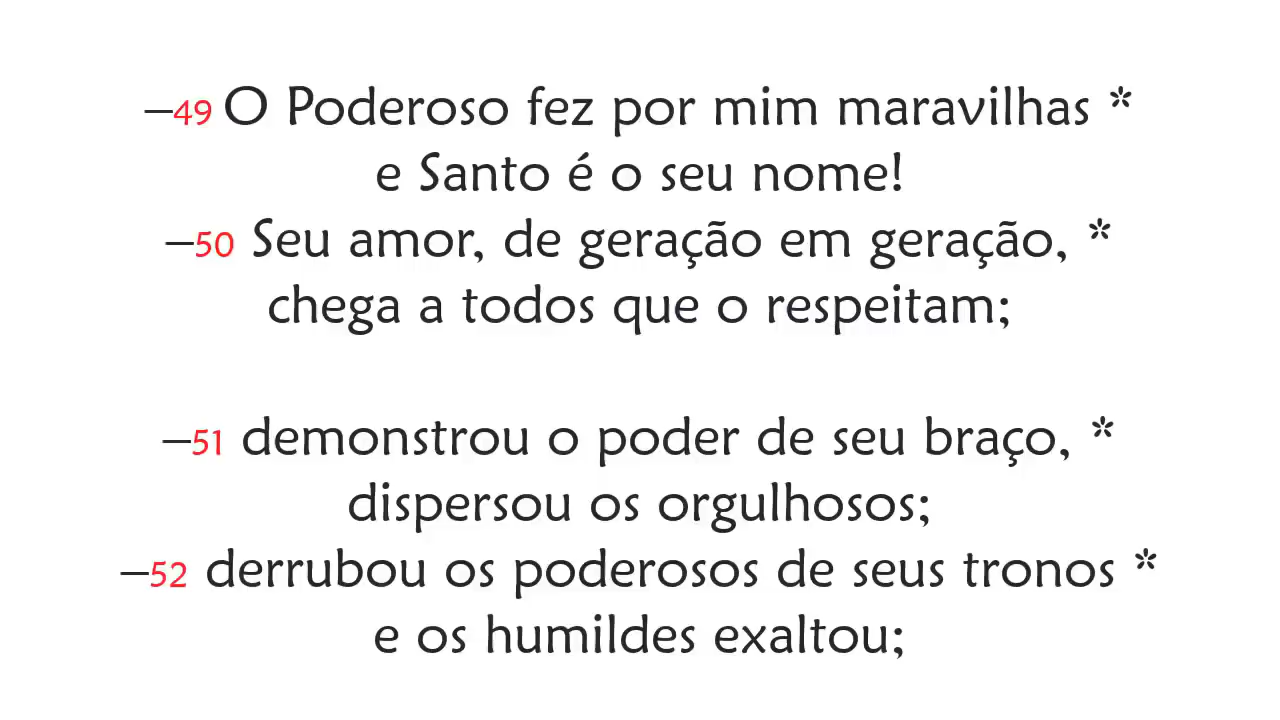 –49 O Poderoso fez por mim maravilhas *
e Santo é o seu nome!
–50 Seu amor, de geração em geração, *
chega a todos que o respeitam;
–51 demonstrou o poder de seu braço, *
dispersou os orgulhosos;
–52 derrubou os poderosos de seus tronos *
e os humildes exaltou;